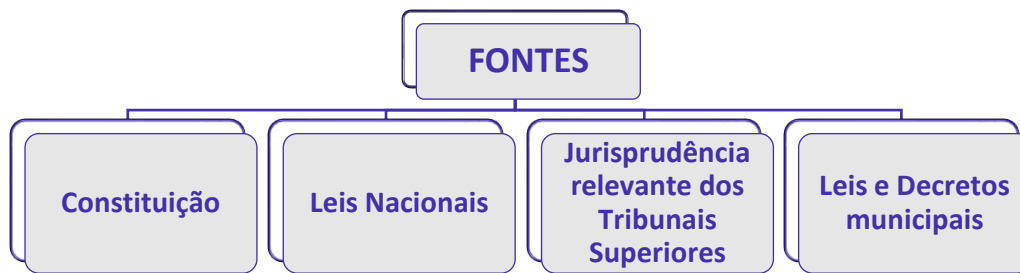 FONTES
Constituição
Leis Nacionais
Jurisprudência
relevante dos
Tribunais
Superiores
Leis e Decretos
municipais